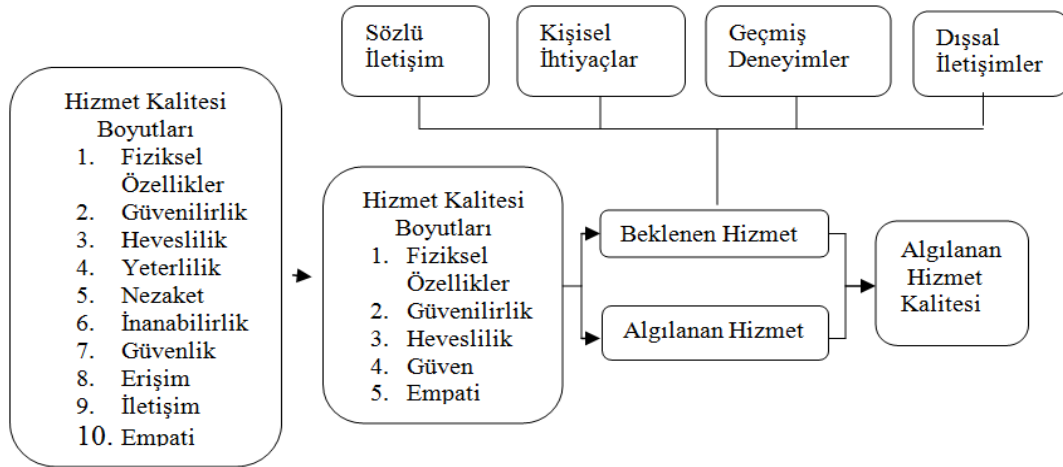 Sözlü
İletişim
Kişisel
İhtiyaçlar
Geçmiş
Deneyimler
Dışsal
İletişimler
Hizmet Kalitesi
Boyutları
1. Fiziksel
Özellikler
2. Güvenilirlik
3. Heveslilik
4. Yeterlilik
5. Nezaket
6. İnanabilirlik
7. Güvenlik
8. Erişim
9. İletişim
10. Empati
Hizmet Kalitesi
Boyutları
1. Fiziksel
Özellikler
2. Güvenilirlik
3. Heveslilik
4. Güven
5. Empati
Beklenen Hizmet
Algılanan Hizmet
Algılanan
Hizmet
Kalitesi